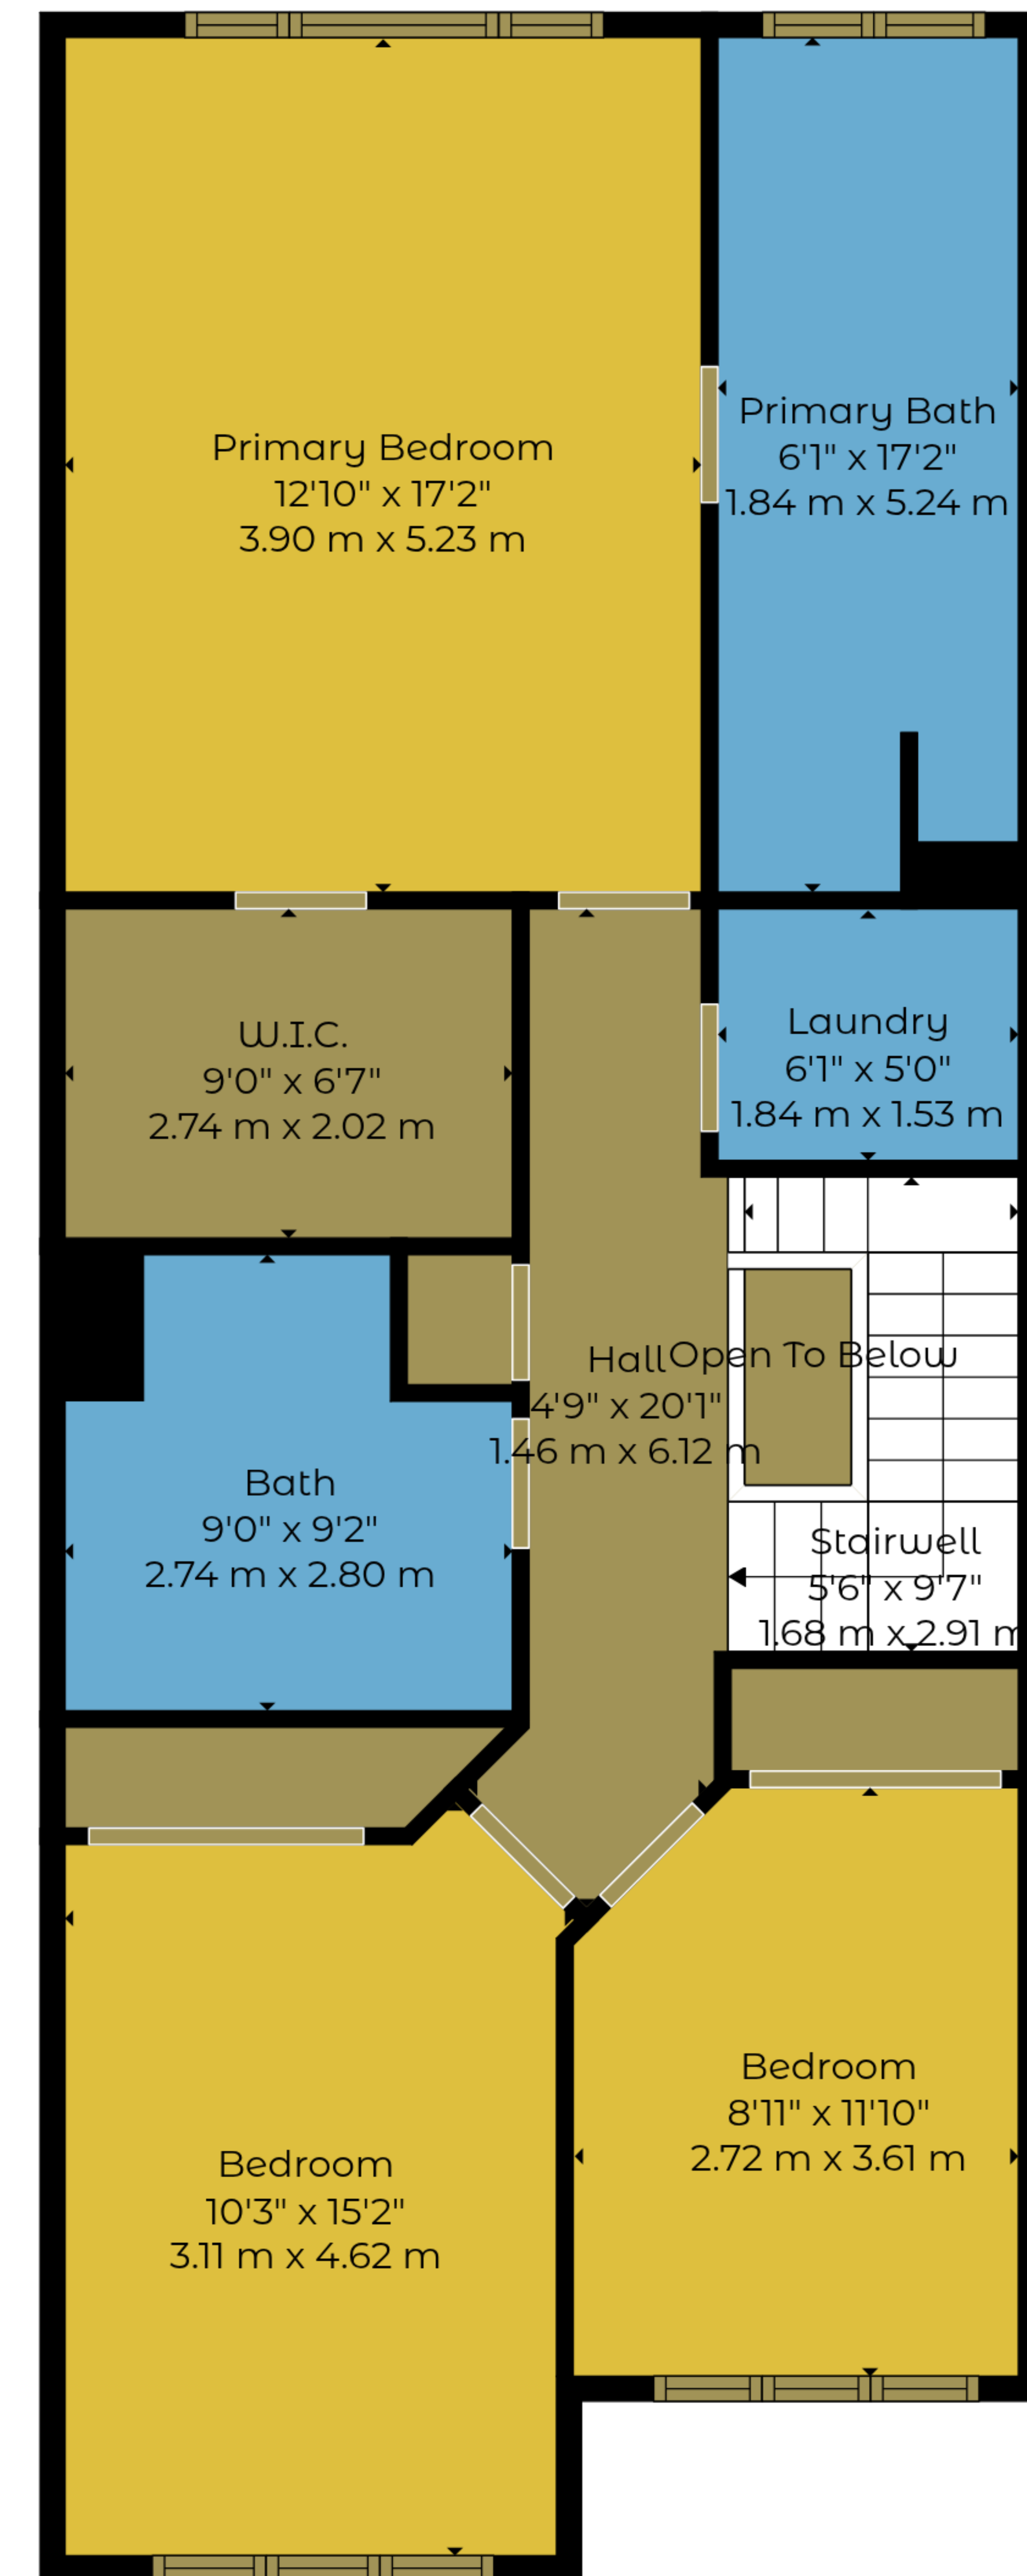 Primary Bedroom
12'10" x 17'2"
3.90 m x 5.23 m
Primary Bath
6'1" x 17'2"
1.84 m x 5.24 m
W.I.C.
9'0" x 6'7"
2.74 m x 2.02 m
Laundry
6'1" x 5'0"
1.84 m x 1.53 m
Hall
4'9" x 20'1"
1.46 m x 6.12 m
Open To Below
Bath
9'0" x 9'2"
2.74 m x 2.80 m
Stairwell
5'6" x 9'7"
1.68 m x 2.91 m
Bedroom
8'11" x 11'10"
2.72 m x 3.61 m
Bedroom
10'3" x 15'2"
3.11 m x 4.62 m